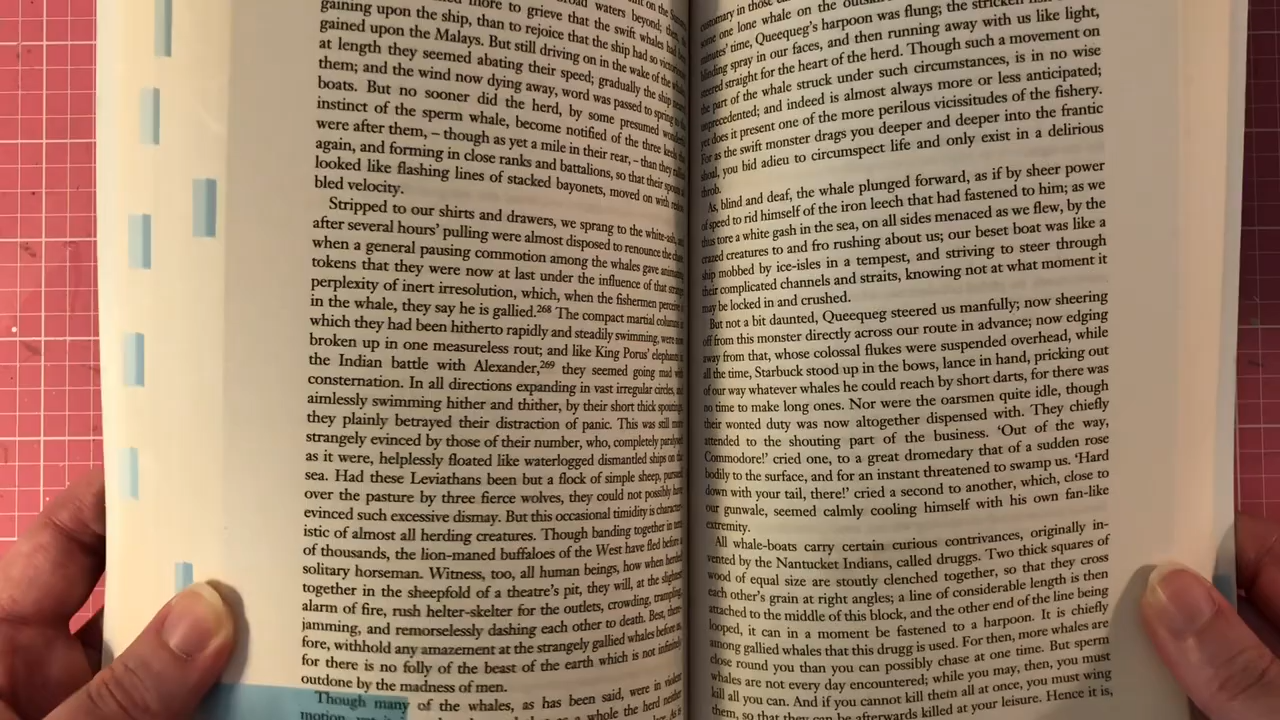 more to grieve that the swift whales had
gaining upon the ship, than to rejoice that the ship had so
gained upon the Malays. But still driving on in the wake of the
at length they seemed abating their speed; gradually the ship
them; and the wind now dying away, word was passed to spring to
boats. But no sooner did the herd, by some presumed
instinct of the sperm whale, become notified of the three keels
were after them, – though as yet a mile in their rear, – than they
again, and forming in close ranks and battalions, so that their
looked like flashing lines of stacked bayonets, moved on with
bled velocity.
Stripped to our shirts and drawers, we sprang to the white-ash,
after several hours' pulling were almost disposed to renounce the
when a general pausing commotion among the whales gave
tokens that they were now at last under the influence of that
perplexity of inert irresolution, which, when the fishermen
in the whale, they say he is gallied.268 The compact martial
which they had been hitherto rapidly and steadily swimming, were
broken up in one measureless rout; and like King Porus' elephants
the Indian battle with Alexander,269 they seemed going mad with
consternation. In all directions expanding in vast irregular circles, and
aimlessly swimming hither and thither, by their short thick spoutings,
they plainly betrayed their distraction of panic. This was still more
strangely evinced by those of their number, who, completely
as it were, helplessly floated like waterlogged dismantled ships on the
sea. Had these Leviathans been but a flock of simple sheep, pursued
over the pasture by three fierce wolves, they could not possibly have
evinced such excessive dismay. But this occasional timidity is
istic of almost all herding creatures. Though banding together in tens
of thousands, the lion-maned buffaloes of the West have fled before a
solitary horseman. Witness, too, all human beings, how when herded
together in the sheepfold of a theatre's pit, they will, at the slightest
alarm of fire, rush helter-skelter for the outlets, crowding, trampling,
jamming, and remorselessly dashing each other to death. Best, there-
fore, withhold any amazement at the strangely gallied whales before us,
for there is no folly of the beast of the earth which is not infinitely
outdone by the madness of men.
Though many of the whales, as has been said, were in violent
a whole the herd neither
customary in those
some one lone whale on the
minutes' time, Queequeg's harpoon was flung; the stricken
blinding spray in our faces, and then running away with us like light,
steered straight for the heart of the herd. Though such a movement on
the part of the whale struck under such circumstances, is in no wise
unprecedented; and indeed is almost always more or less anticipated;
yet does it present one of the more perilous vicissitudes of the fishery.
For as the swift monster drags you deeper and deeper into the frantic
shoal, you bid adieu to circumspect life and only exist in a delirious
throb.
As, blind and deaf, the whale plunged forward, as if by sheer power
of speed to rid himself of the iron leech that had fastened to him; as we
thus tore a white gash in the sea, on all sides menaced as we flew, by the
crazed creatures to and fro rushing about us; our beset boat was like a
ship mobbed by ice-isles in a tempest, and striving to steer through
their complicated channels and straits, knowing not at what moment it
may be locked in and crushed.
But not a bit daunted, Queequeg steered us manfully; now sheering
off from this monster directly across our route in advance; now edging
away from that, whose colossal flukes were suspended overhead, while
all the time, Starbuck stood up in the bows, lance in hand, pricking out
of our way whatever whales he could reach by short darts, for there was
no time to make long ones. Nor were the oarsmen quite idle, though
their wonted duty was now altogether dispensed with. They chiefly
attended to the shouting part of the business. 'Out of the way,
Commodore!' cried one, to a great dromedary that of a sudden rose
bodily to the surface, and for an instant threatened to swamp us. 'Hard
down with your tail, there!' cried a second to another, which, close to
our gunwale, seemed calmly cooling himself with his own fan-like
extremity.
All whale-boats carry certain curious contrivances, originally in-
vented by the Nantucket Indians, called druggs. Two thick squares of
wood of equal size are stoutly clenched together, so that they cross
each other's grain at right angles; a line of considerable length is then
attached to the middle of this block, and the other end of the line being
looped, it can in a moment be fastened to a harpoon. It is chiefly
among gallied whales that this drugg is used. For then, more whales are
close round you than you can possibly chase at one time. But sperm
whales are not every day encountered; while you may, then, you must
kill all you can. And if you cannot kill them all at once, you must wing
them, so that they can be afterwards killed at your leisure. Hence it is,